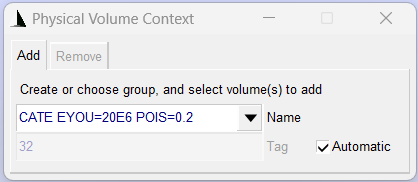 Physical Volume Context
Add Remove
Create or choose group, and select volume(s) to add
CATE EYOU=20E6 POIS=0.2 Name
32 Tag Automatic